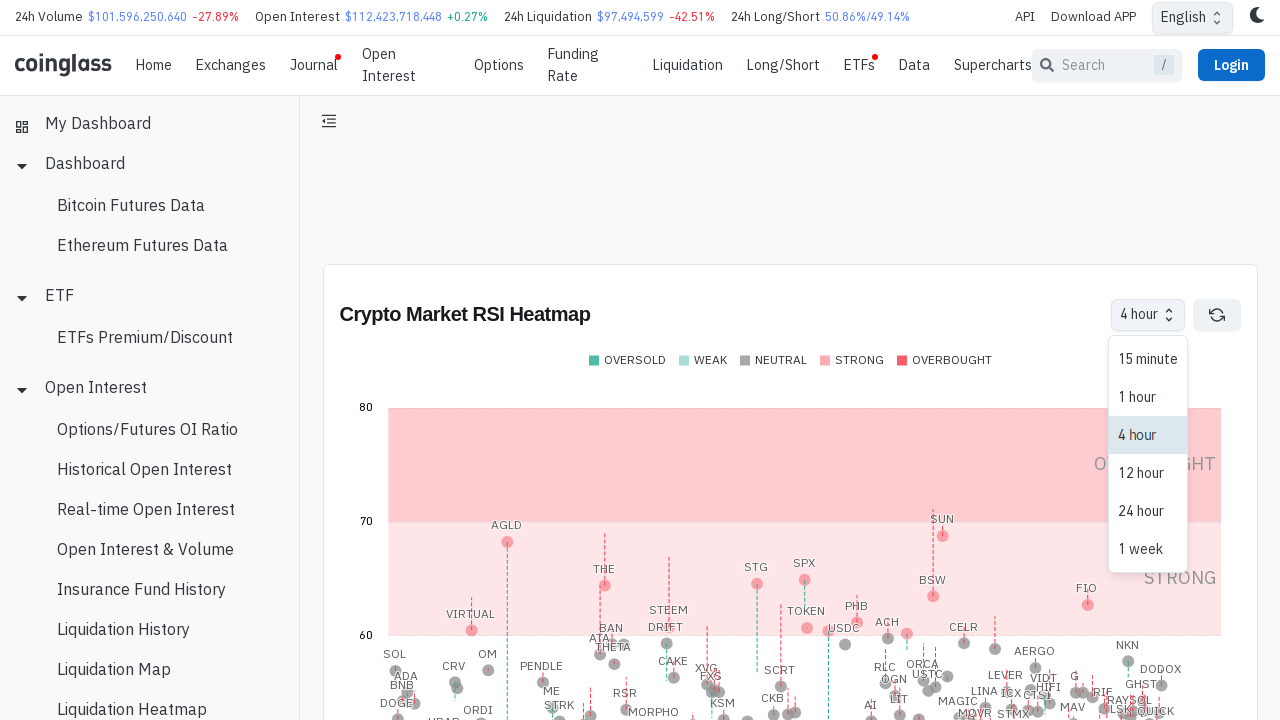 24h Volume $101,596,250,640 -27.89% Open Interest $112,423,718,448 +0.27% 24h Liquidation $97,494,599 -42.51% 24h Long/Short 50.86%/49.14% API Download APP English
coinglass Home Exchanges Journal Open Interest Options Funding Rate Liquidation Long/Short ETFs Data Supercharts Search / Login
My Dashboard
Dashboard
Bitcoin Futures Data
Ethereum Futures Data
ETF
ETFs Premium/Discount
Open Interest
Options/Futures OI Ratio
Historical Open Interest
Real-time Open Interest
Open Interest & Volume
Insurance Fund History
Liquidation History
Liquidation Map
Liquidation Heatmap
Crypto Market RSI Heatmap 4 hour
OVERSOLD WEAK NEUTRAL STRONG OVERBOUGHT
15 minute
1 hour
4 hour
12 hour
24 hour
1 week
80
70
60
STRONG
AGLD SUN
THE STG SPX BSW FIO
VIRTUAL STEEM TOKEN PHB
BAN DRIFT USDC ACH CELR
ATA THETA NKN
SOL AERGO
CRV OM PENDLE CAKE XVG SCRT RLC ORCA DODOX
ADA FXS OGN USTC LEVER VIDT G
BNB ME RSR CKB LIT LINA ICX CTSI HIFI RIF GHST
DOGE STRK KSM AI MAGIC MAV RAYSOL
ORDI MORPHO MOVR STMX QUICK